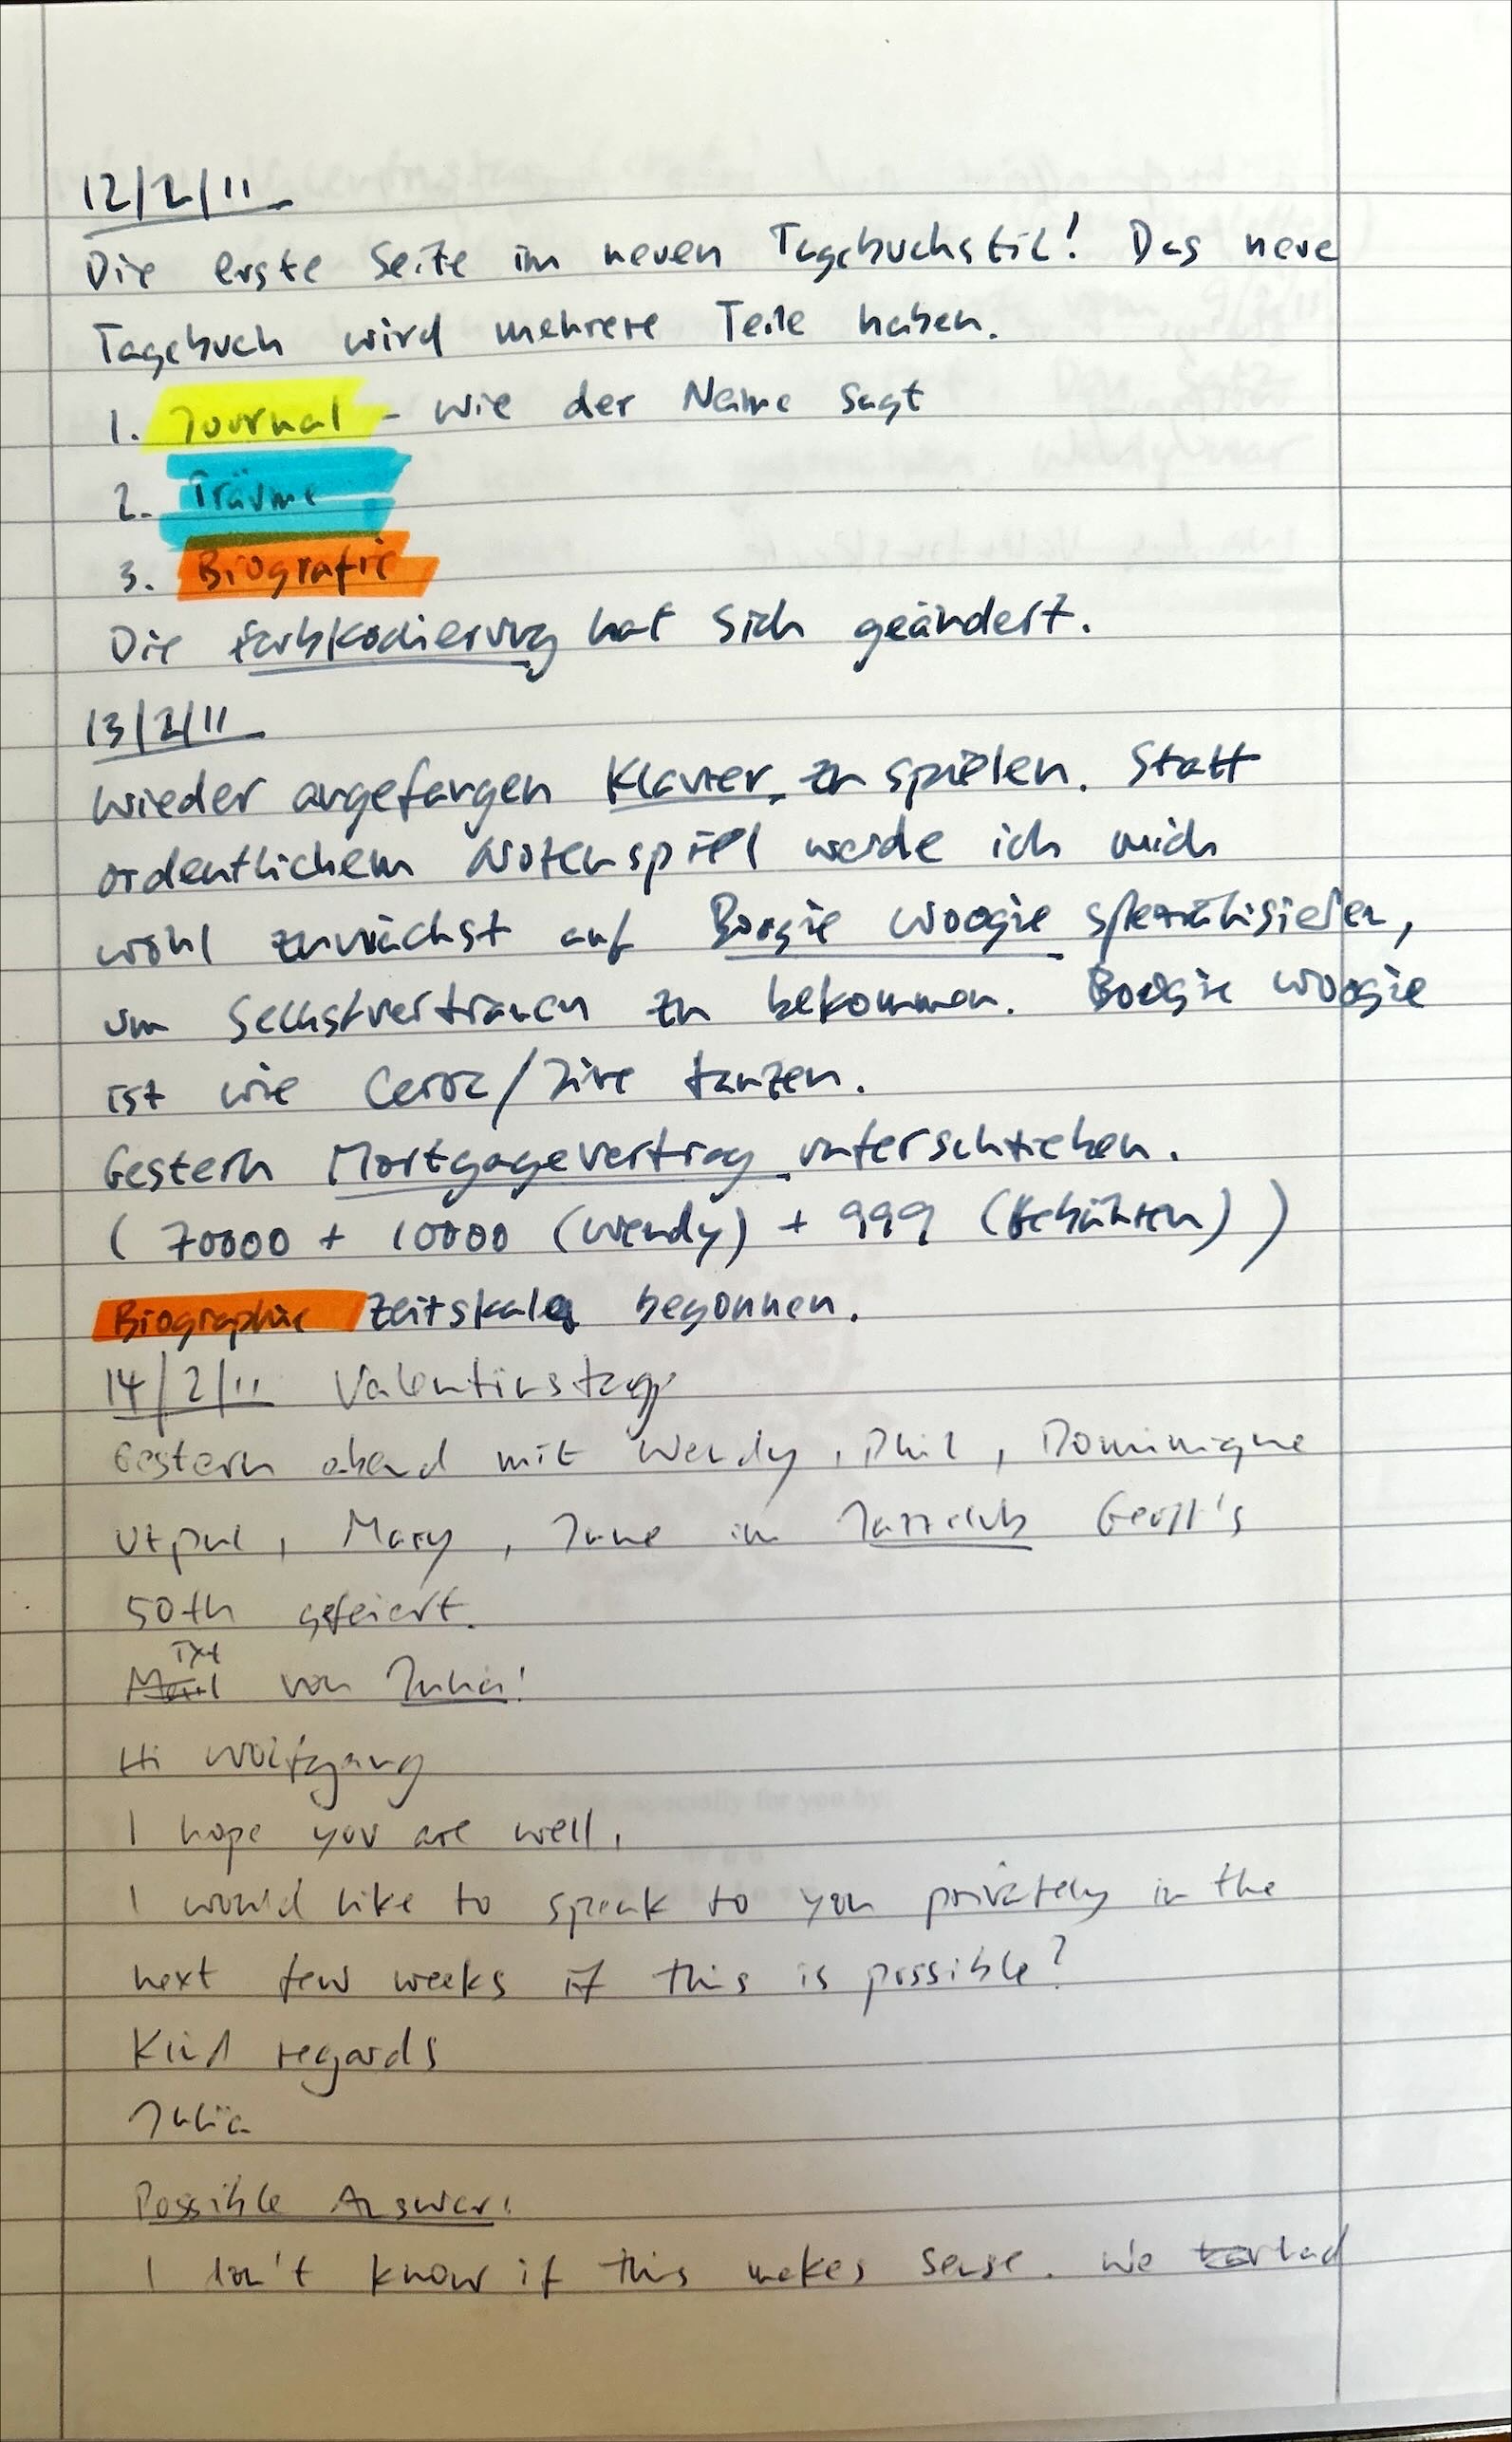 12/2/11
Die erste Seite im neuen Tagebuchstil! Das neue
Tagebuch wird mehrere Teile haben.
1. Journal - wie der Name sagt
2. Träume
3. Biografie
Die Farbkodierung hat sich geändert.
13/2/11
Wieder angefangen Klavier zu spielen. Statt
ordentlichem Notenspiel werde ich mich
wohl zunächst auf Boogie Woogie spezialisieren,
um Selbstvertrauen zu bekommen. Boogie Woogie
ist wie Ceroc/Jive tanzen.
Gestern Mortgagevertrag unterschrieben.
(70000 + 10000 (Wendy) + 999 (Gebühren))
Biographie Zeitskala begonnen.
14/2/11 Valentinstag
Gestern abend mit Wendy, Phil, Dominique
Utpal, Mary, Jane im Jazzclub Geoff's
50th gefeiert.
Txt
Mail von Julia!
Hi Wolfgang
I hope you are well.
I would like to speak to you privately in the
next few weeks if this is possible?
Kind regards
Julia
Possible Answer:
I don't know if this makes sense. We had